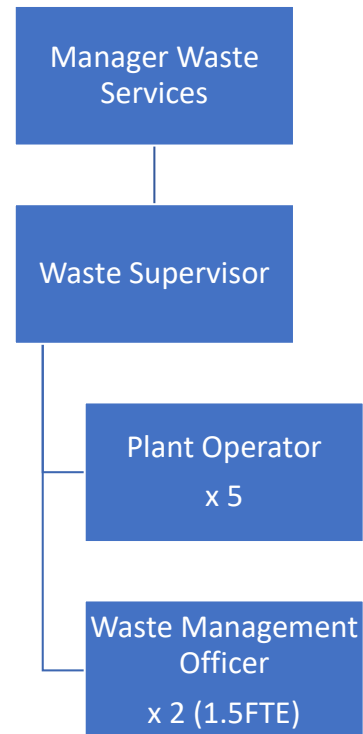 Manager Waste
Services
Waste Supervisor
Plant Operator
x 5
Waste Management
Officer
x 2 (1.5FTE)